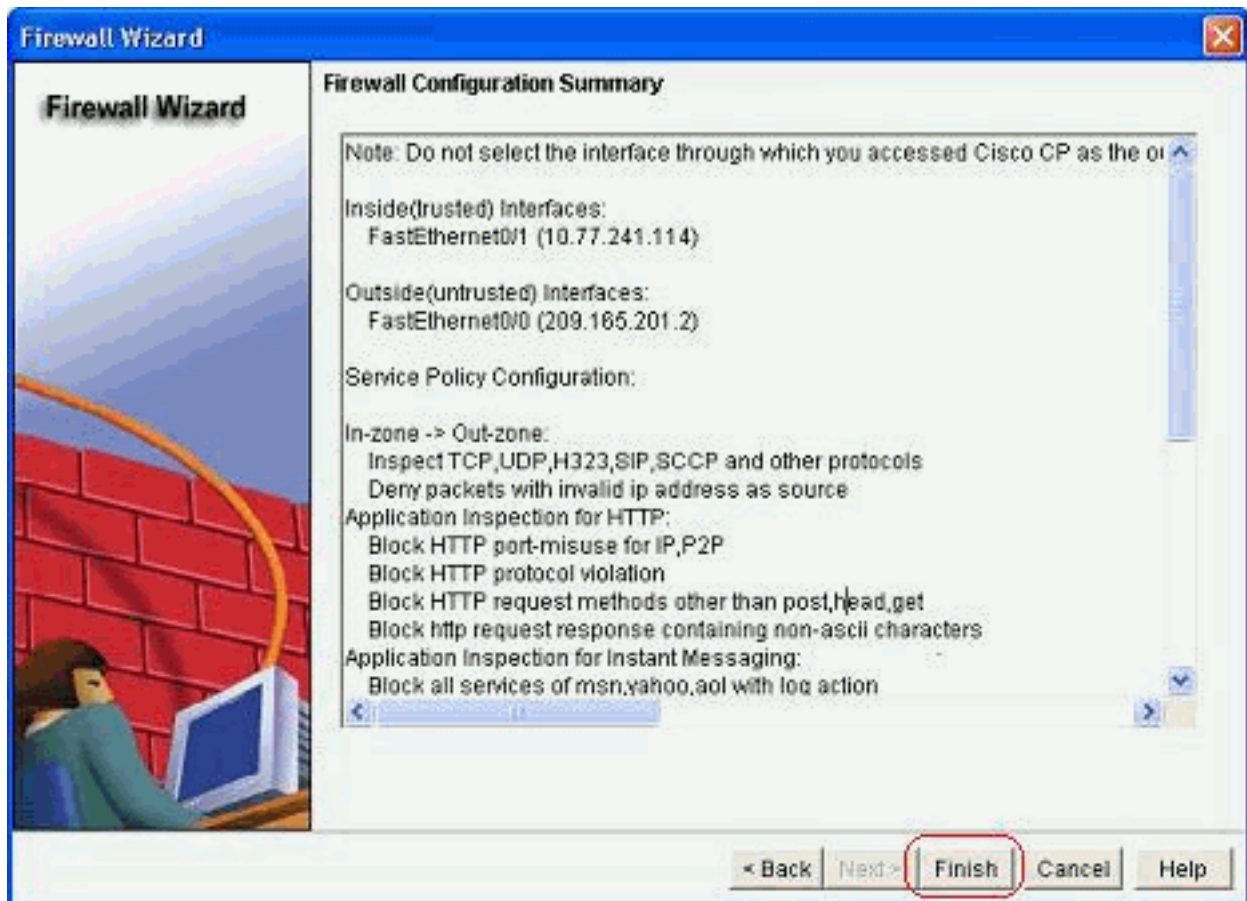 Firewall Wizard
Firewall Wizard
Firewall Configuration Summary
Note: Do not select the interface through which you accessed Cisco CP as the
Inside(trusted) Interfaces:
FastEthernet0/1 (10.77.241.114)
Outside(untrusted) Interfaces:
FastEthernet0/0 (209.165.201.2)
Service Policy Configuration:
In-zone -> Out-zone:
Inspect TCP,UDP,H323,SIP,SCCP and other protocols
Deny packets with invalid ip address as source
Application Inspection for HTTP:
Block HTTP port-misuse for IP,P2P
Block HTTP protocol violation
Block HTTP request methods other than post,head,get
Block http request response containing non-ascii characters
Application Inspection for Instant Messaging:
Block all services of msn,yahoo,aol with log action
< Back Next > Finish Cancel Help